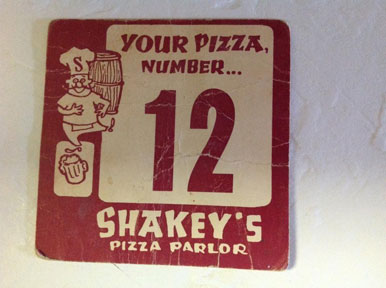 YOUR PIZZA,
NUMBER...
S
12
SHAKEY'S
PIZZA PARLOR